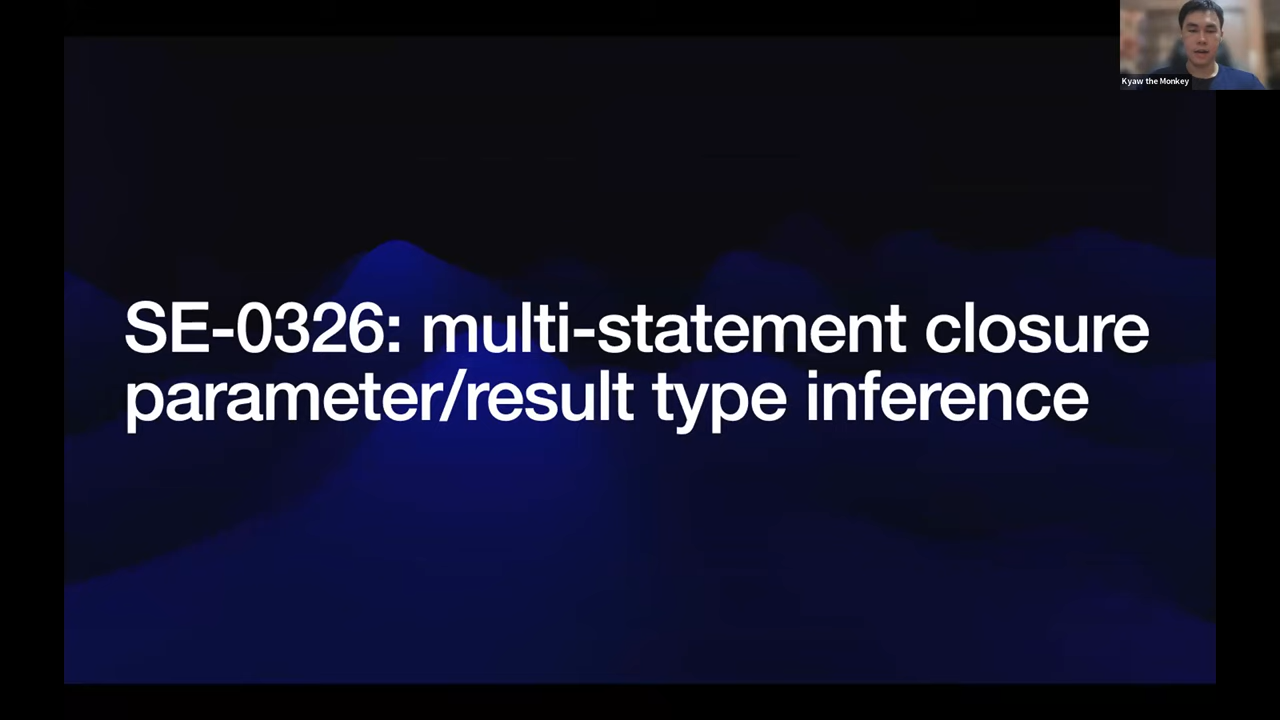 Kyaw the Monkey
SE-0326: multi-statement closure
parameter/result type inference